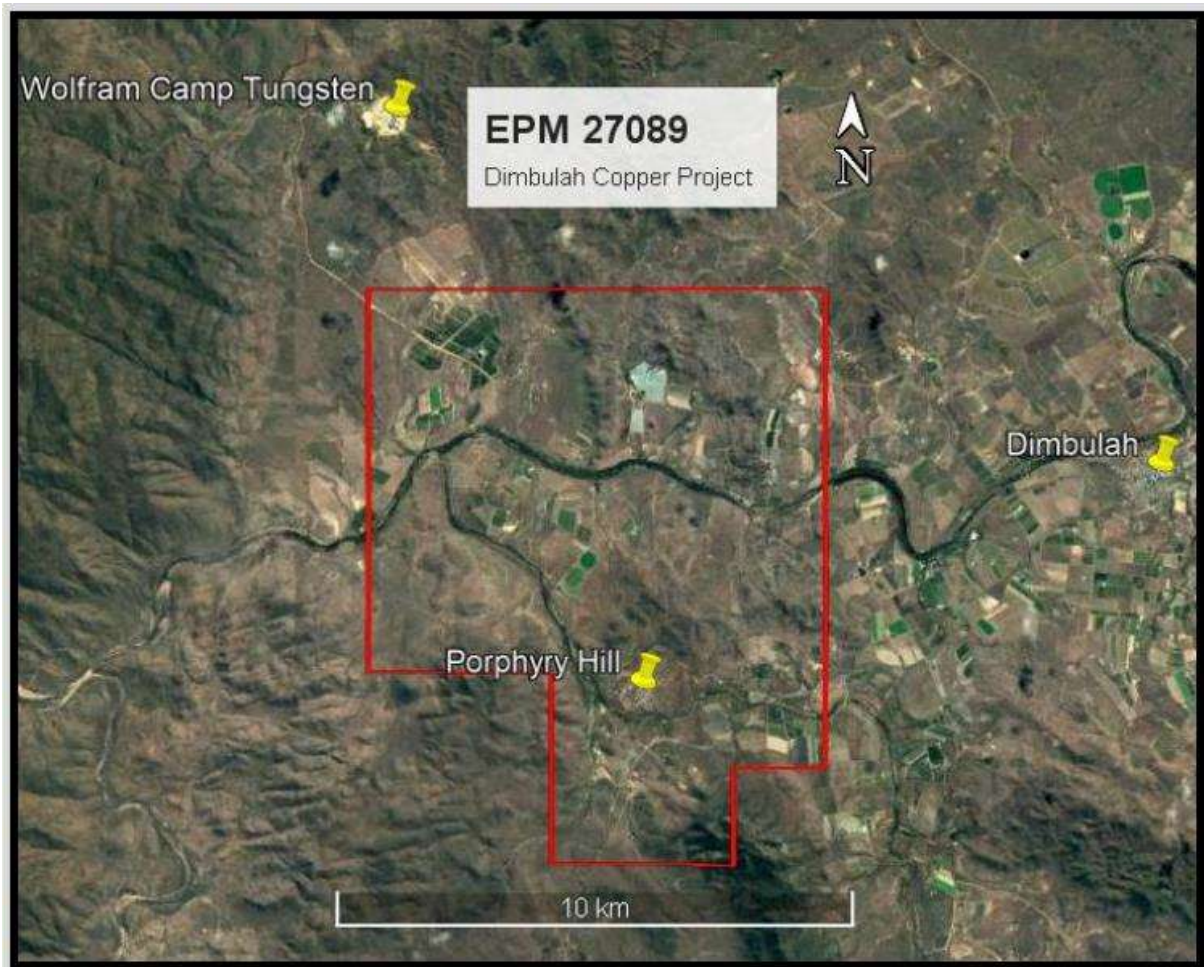 Wolfram Camp Tungsten
EPM 27089
Dimbulah Copper Project
N
Dimbulah
Porphyry Hill
10 km